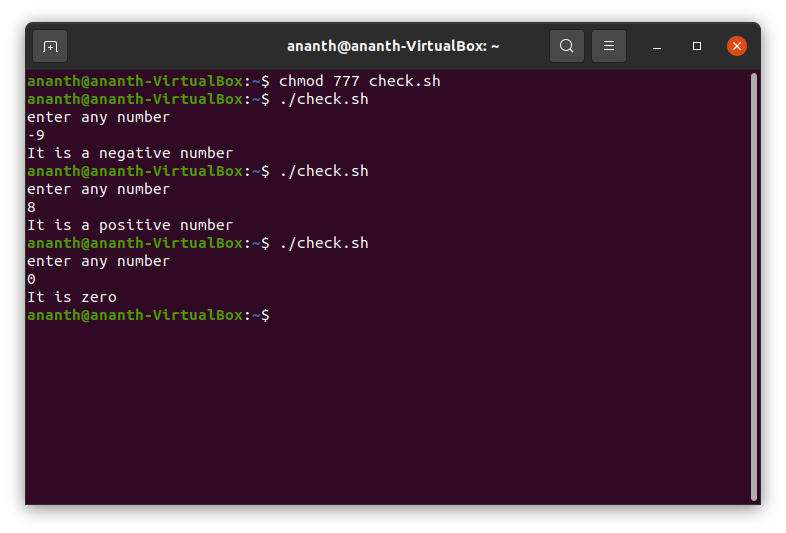 ananth@ananth-VirtualBox: ~
ananth@ananth-VirtualBox:~$ chmod 777 check.sh
ananth@ananth-VirtualBox:~$ ./check.sh
enter any number
-9
It is a negative number
ananth@ananth-VirtualBox:~$ ./check.sh
enter any number
8
It is a positive number
ananth@ananth-VirtualBox:~$ ./check.sh
enter any number
0
It is zero
ananth@ananth-VirtualBox:~$